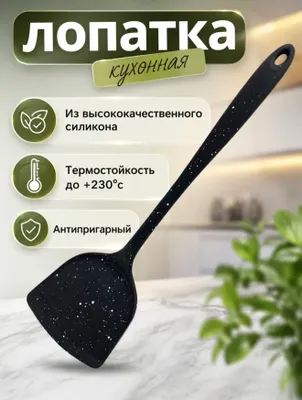 ЛОПАТКА
кухонная
Из высококачественного
силикона
Термостойкость
до +230°с
Антипригарный